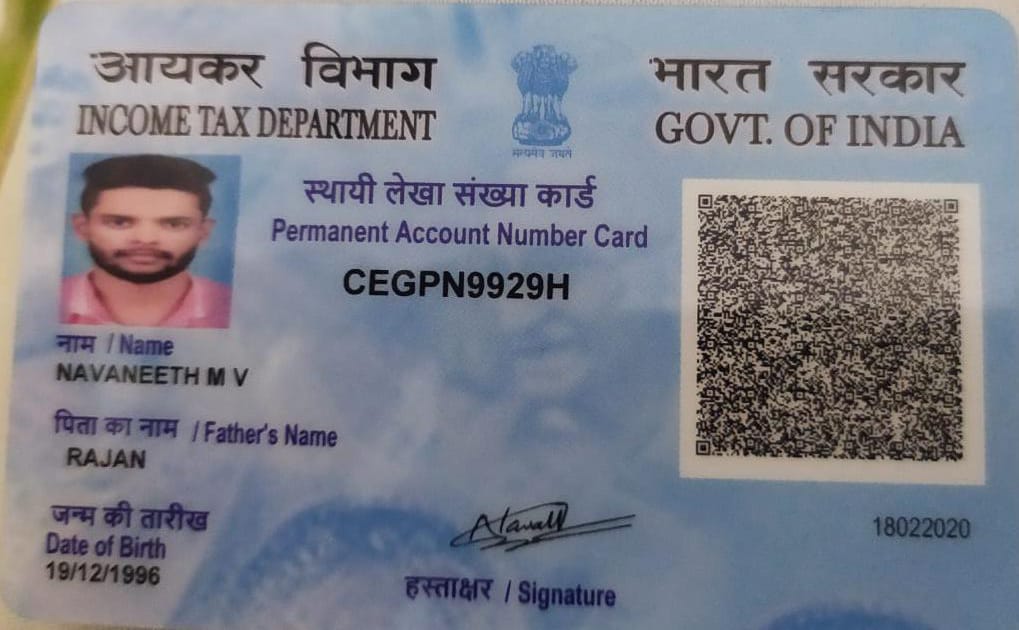 आयकर विभाग
INCOME TAX DEPARTMENT
सत्यमेव जयते
भारत सरकार
GOVT. OF INDIA
स्थायी लेखा संख्या कार्ड
Permanent Account Number Card
CEGPN9929H
नाम / Name
NAVANEETH M V
पिता का नाम / Father's Name
RAJAN
जन्म की तारीख
Date of Birth
19/12/1996
हस्ताक्षर / Signature
18022020